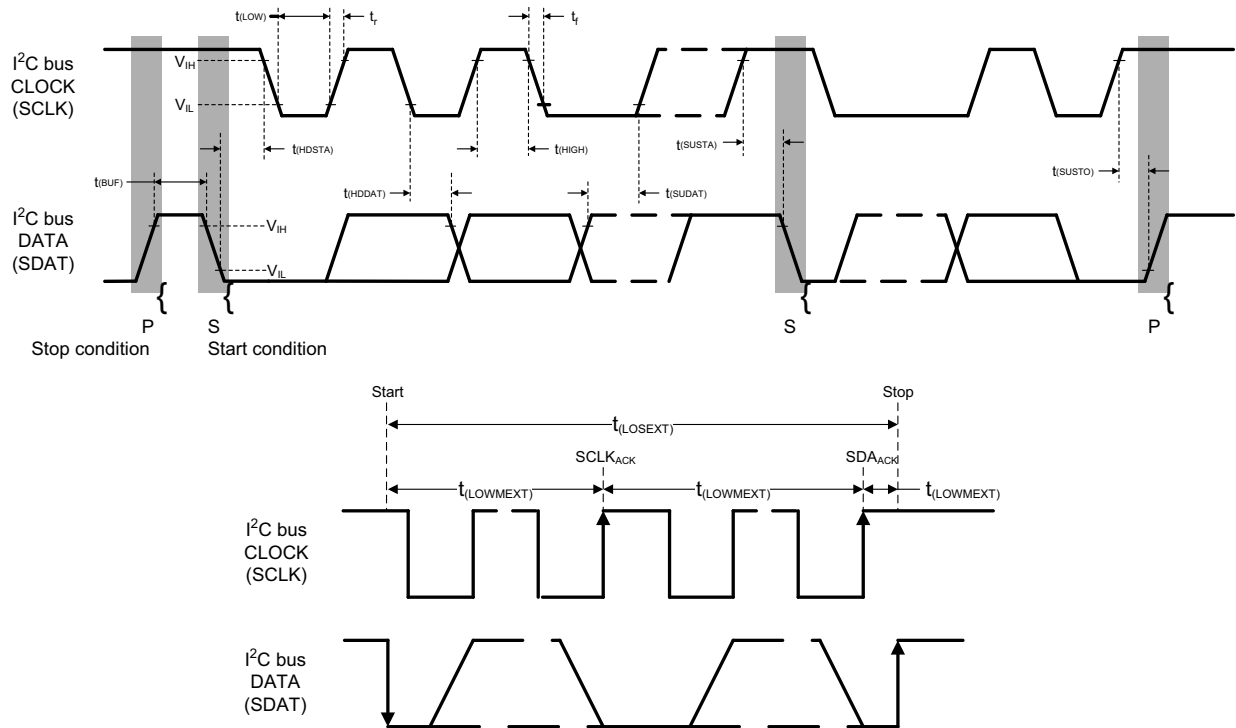 t(LOW)
tr
tf
I2C bus
CLOCK
(SCLK)
VIH
VIL
t(HDSTA)
t(HIGH)
t(SUSTA)
t(SUSTO)
t(BUF)
t(HDDAT)
t(SUDAT)
I2C bus
DATA
(SDAT)
VIH
VIL
P
S
S
P
Stop condition
Start condition
Start
Stop
t(LOSEXT)
SCLKACK
SDAACK
t(LOWMEXT)
t(LOWMEXT)
t(LOWMEXT)
I2C bus
CLOCK
(SCLK)
I2C bus
DATA
(SDAT)